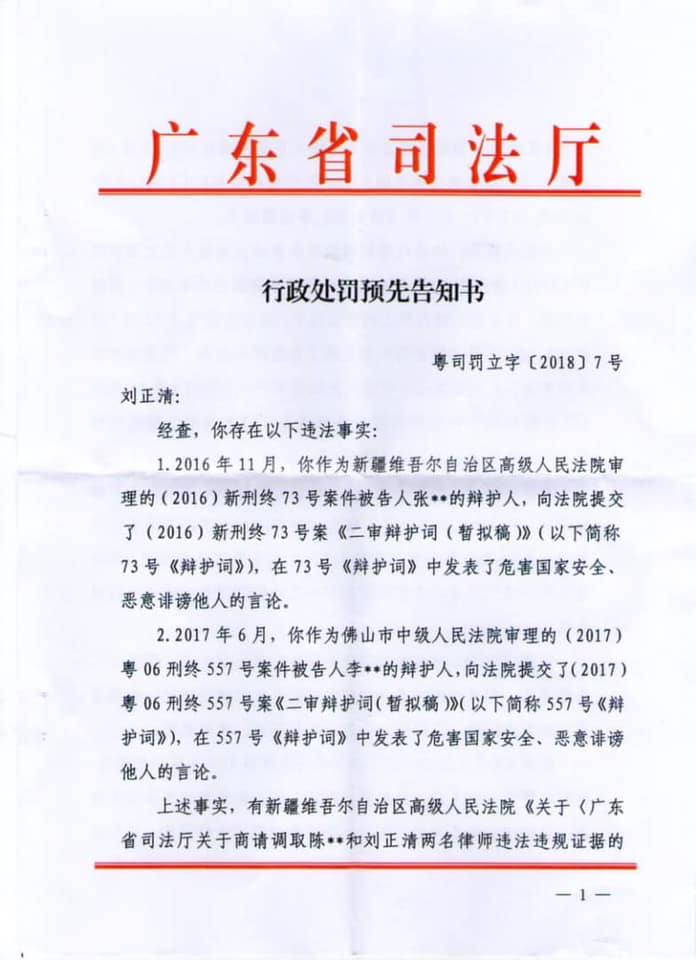 广东省司法厅
行政处罚预先告知书
粤司罚立字〔2018〕7号
刘正清:
经查，你存在以下违法事实:
1.2016年11月，你作为新疆维吾尔自治区高级人民法院审
理的(2016)新刑终73号案件被告人张**的辩护人，向法院提交
了(2016)新刑终73号案《二审辩护词(暂拟稿)》(以下简称
73号《辩护词》)，在73号《辩护词》中发表了危害国家安全、
恶意诽谤他人的言论。
2.2017年6月，你作为佛山市中级人民法院审理的(2017)
粤06刑终557号案件被告人李**的辩护人，向法院提交了(2017)
粤06刑终557号案《二审辩护词(暂拟稿)》(以下简称557号《辩
护词》)，在557号《辩护词》中发表了危害国家安全、恶意诽谤
他人的言论。
上述事实，有新疆维吾尔自治区高级人民法院《关于〈广东
省司法厅关于商请调取陈**和刘正清两名律师违法违规证据的
— 1 —